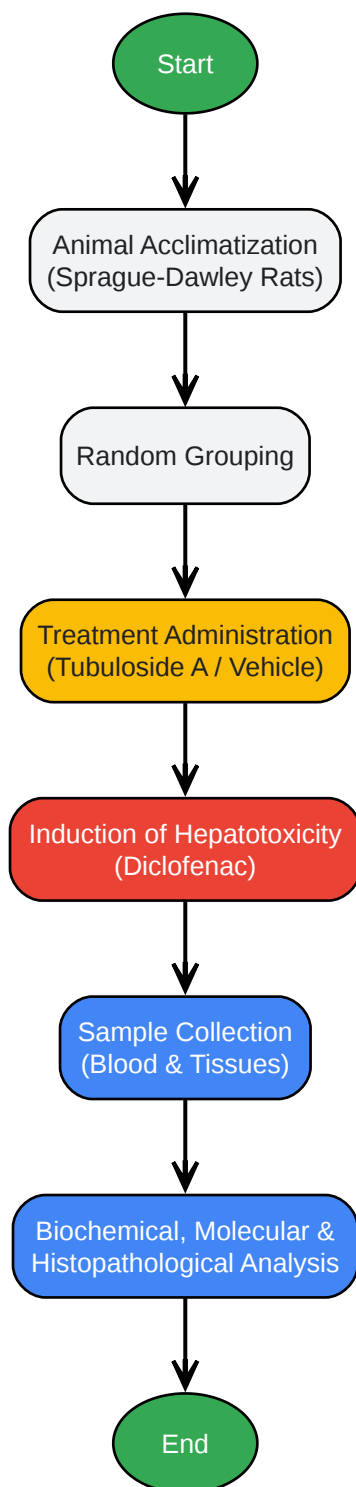 Start
Animal Acclimatization
(Sprague-Dawley Rats)
Random Grouping
Treatment Administration
(Tubuloside A / Vehicle)
Induction of Hepatotoxicity
(Diclofenac)
Sample Collection
(Blood & Tissues)
Biochemical, Molecular &
Histopathological Analysis
End